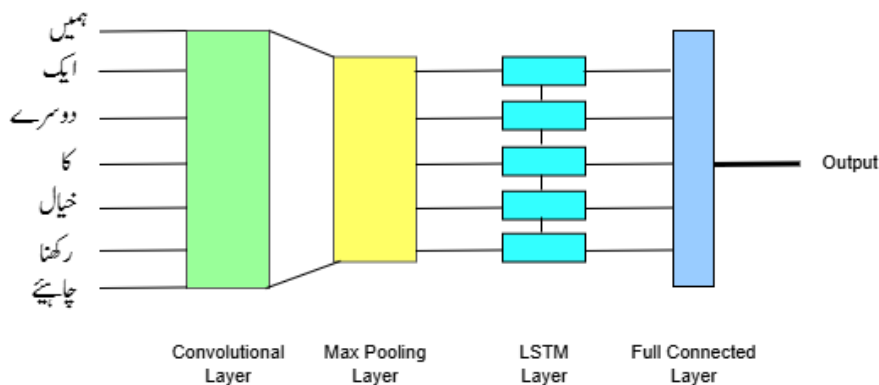 ہمیں
ایک
دوسرے
کا
خیال
رکھنا
چاہیئے
Output
Convolutional
Layer
Max Pooling
Layer
LSTM
Layer
Full Connected
Layer